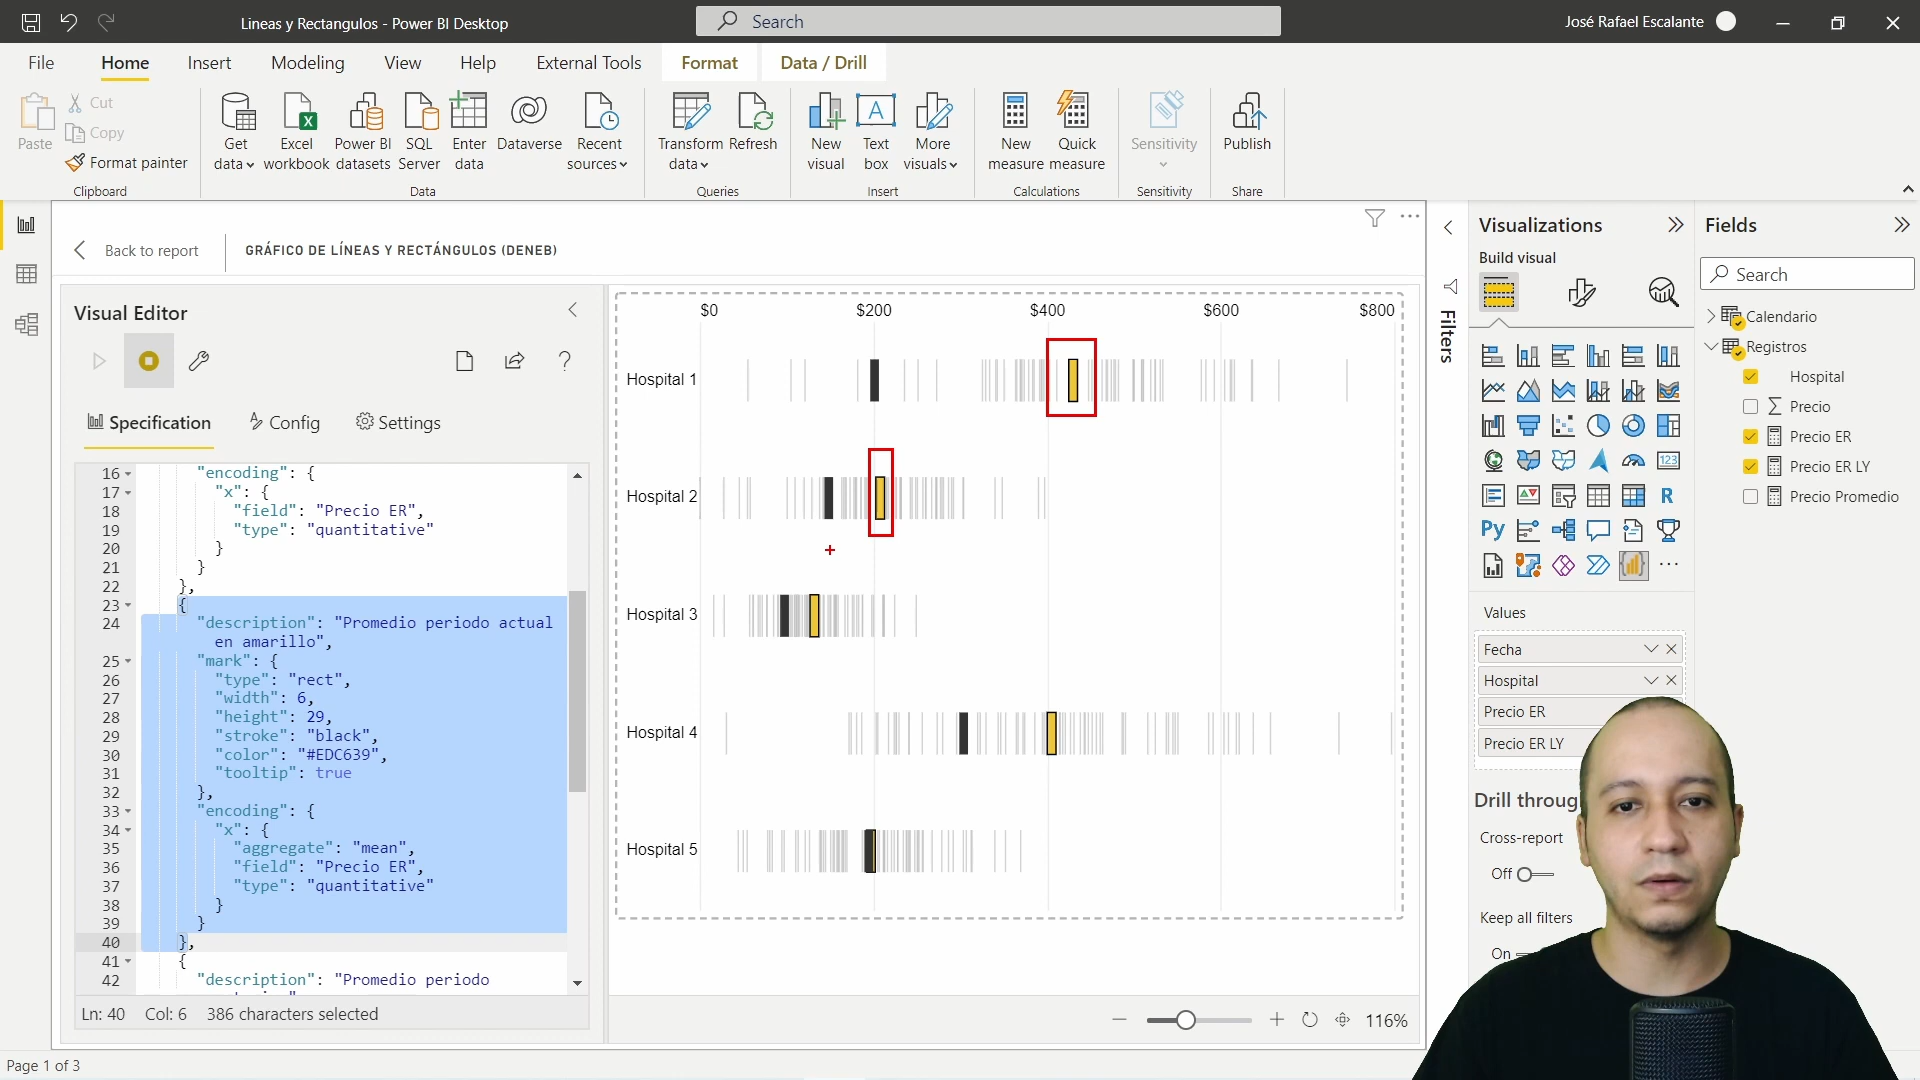 Lineas y Rectangulos - Power BI Desktop
Search
José Rafael Escalante
File Home Insert Modeling View Help External Tools Format Data / Drill
Paste
Cut
Copy
Format painter
Clipboard
Get data
Excel workbook
Power BI datasets
SQL Server
Enter data
Dataverse
Recent sources
Data
Transform data
Refresh
Queries
New visual
Text box
More visuals
Insert
New measure
Quick measure
Calculations
Sensitivity
Sensitivity
Publish
Share
Back to report
GRÁFICO DE LÍNEAS Y RECTÁNGULOS (DENEB)
Visual Editor
Specification Config Settings
16 "encoding": {
17 "x": {
18 "field": "Precio ER",
19 "type": "quantitative"
20 }
21 }
22 },
23 {
24 "description": "Promedio periodo actual
en amarillo",
25 "mark": {
26 "type": "rect",
27 "width": 6,
28 "height": 29,
29 "stroke": "black",
30 "color": "#EDC639",
31 "tooltip": true
32 },
33 "encoding": {
34 "x": {
35 "aggregate": "mean",
36 "field": "Precio ER",
37 "type": "quantitative"
38 }
39 }
40 },
41 {
42 "description": "Promedio periodo
Ln: 40 Col: 6 386 characters selected
$0 $200 $400 $600 $800
Hospital 1
Hospital 2
Hospital 3
Hospital 4
Hospital 5
116%
Filters
Visualizations
Build visual
123
R
Py
Values
Fecha
Hospital
Precio ER
Precio ER LY
Drill throug
Cross-report
Off
Keep all filters
On
Fields
Search
Calendario
Registros
Hospital
Precio
Precio ER
Precio ER LY
Precio Promedio
Page 1 of 3